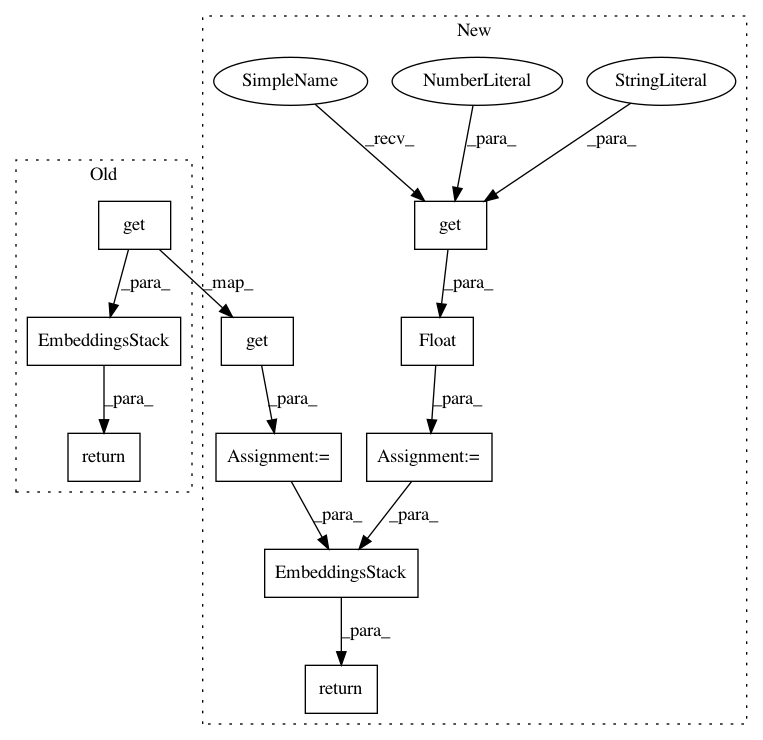 New
SimpleName
NumberLiteral
StringLiteral
_recv_
_para_
_para_
Old
get
get
_para_
_map_
_para_
EmbeddingsStack
get
Float
_para_
_para_
_para_
return
Assignment:=
Assignment:=
_para_
_para_
EmbeddingsStack
_para_
return